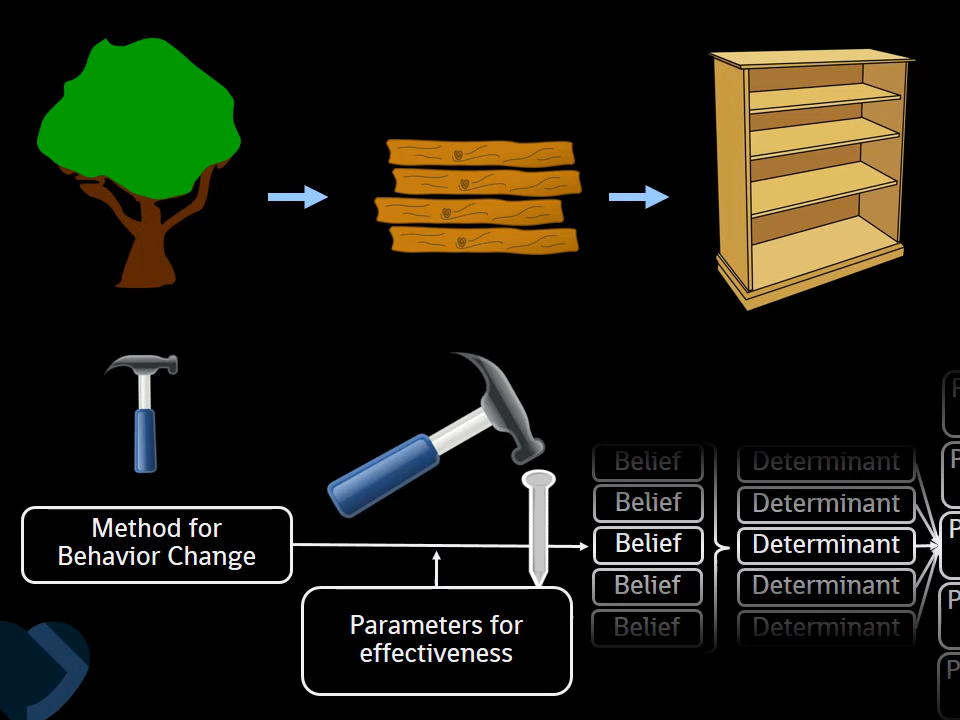 Method for
Behavior Change
Parameters for
effectiveness
Belief
Belief
Belief
Belief
Belief
Determinant
Determinant
Determinant
Determinant
Determinant
P
P
P
P
P